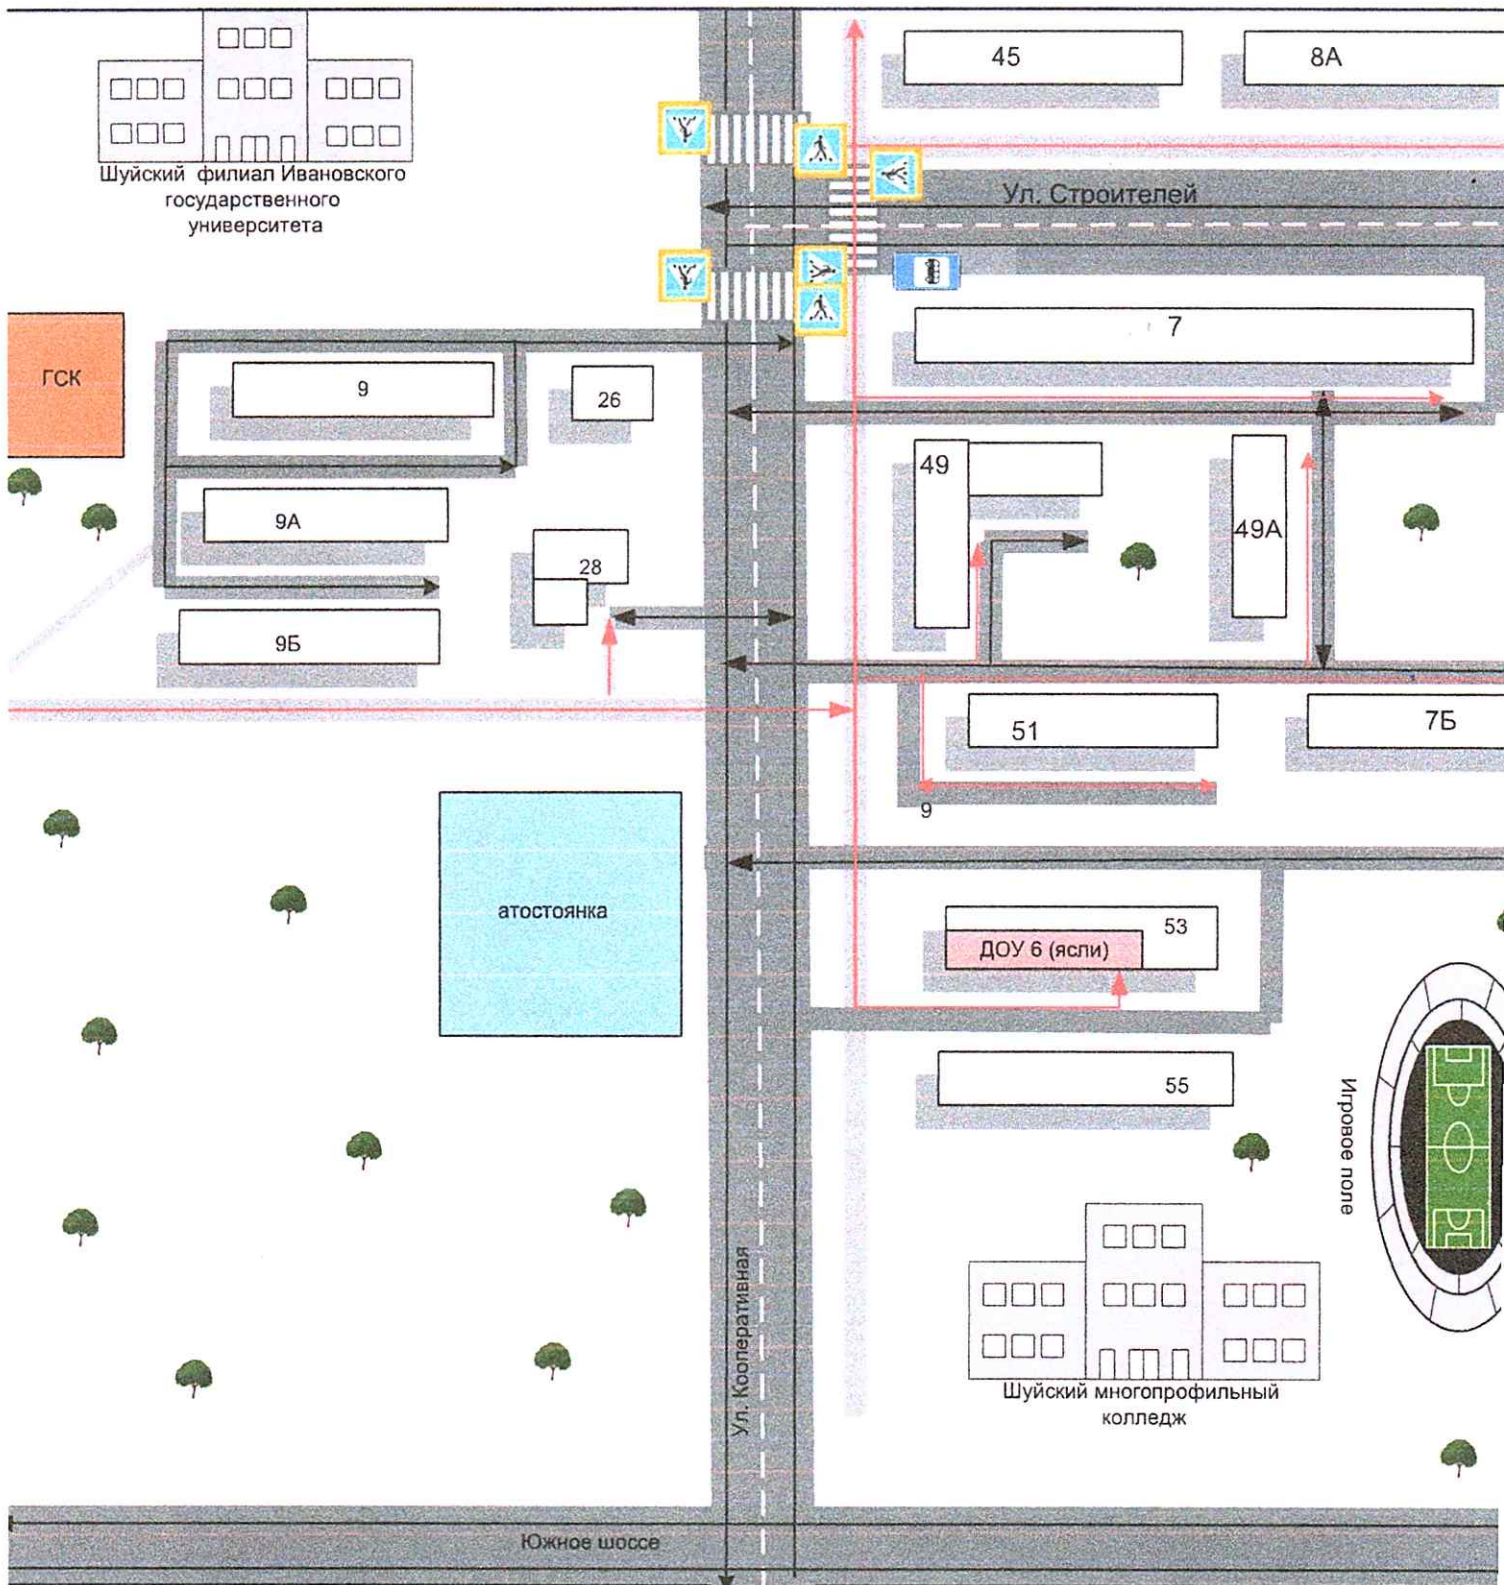 45
8А
Шуйский филиал Ивановского
государственного
университета
Ул. Строителей
7
ГСК
9
26
49
9А
49А
28
9Б
51
7Б
9
атостоянка
53
ДОУ 6 (ясли)
55
Игровое поле
Ул. Кооперативная
Шуйский многопрофильный
колледж
Южное шоссе